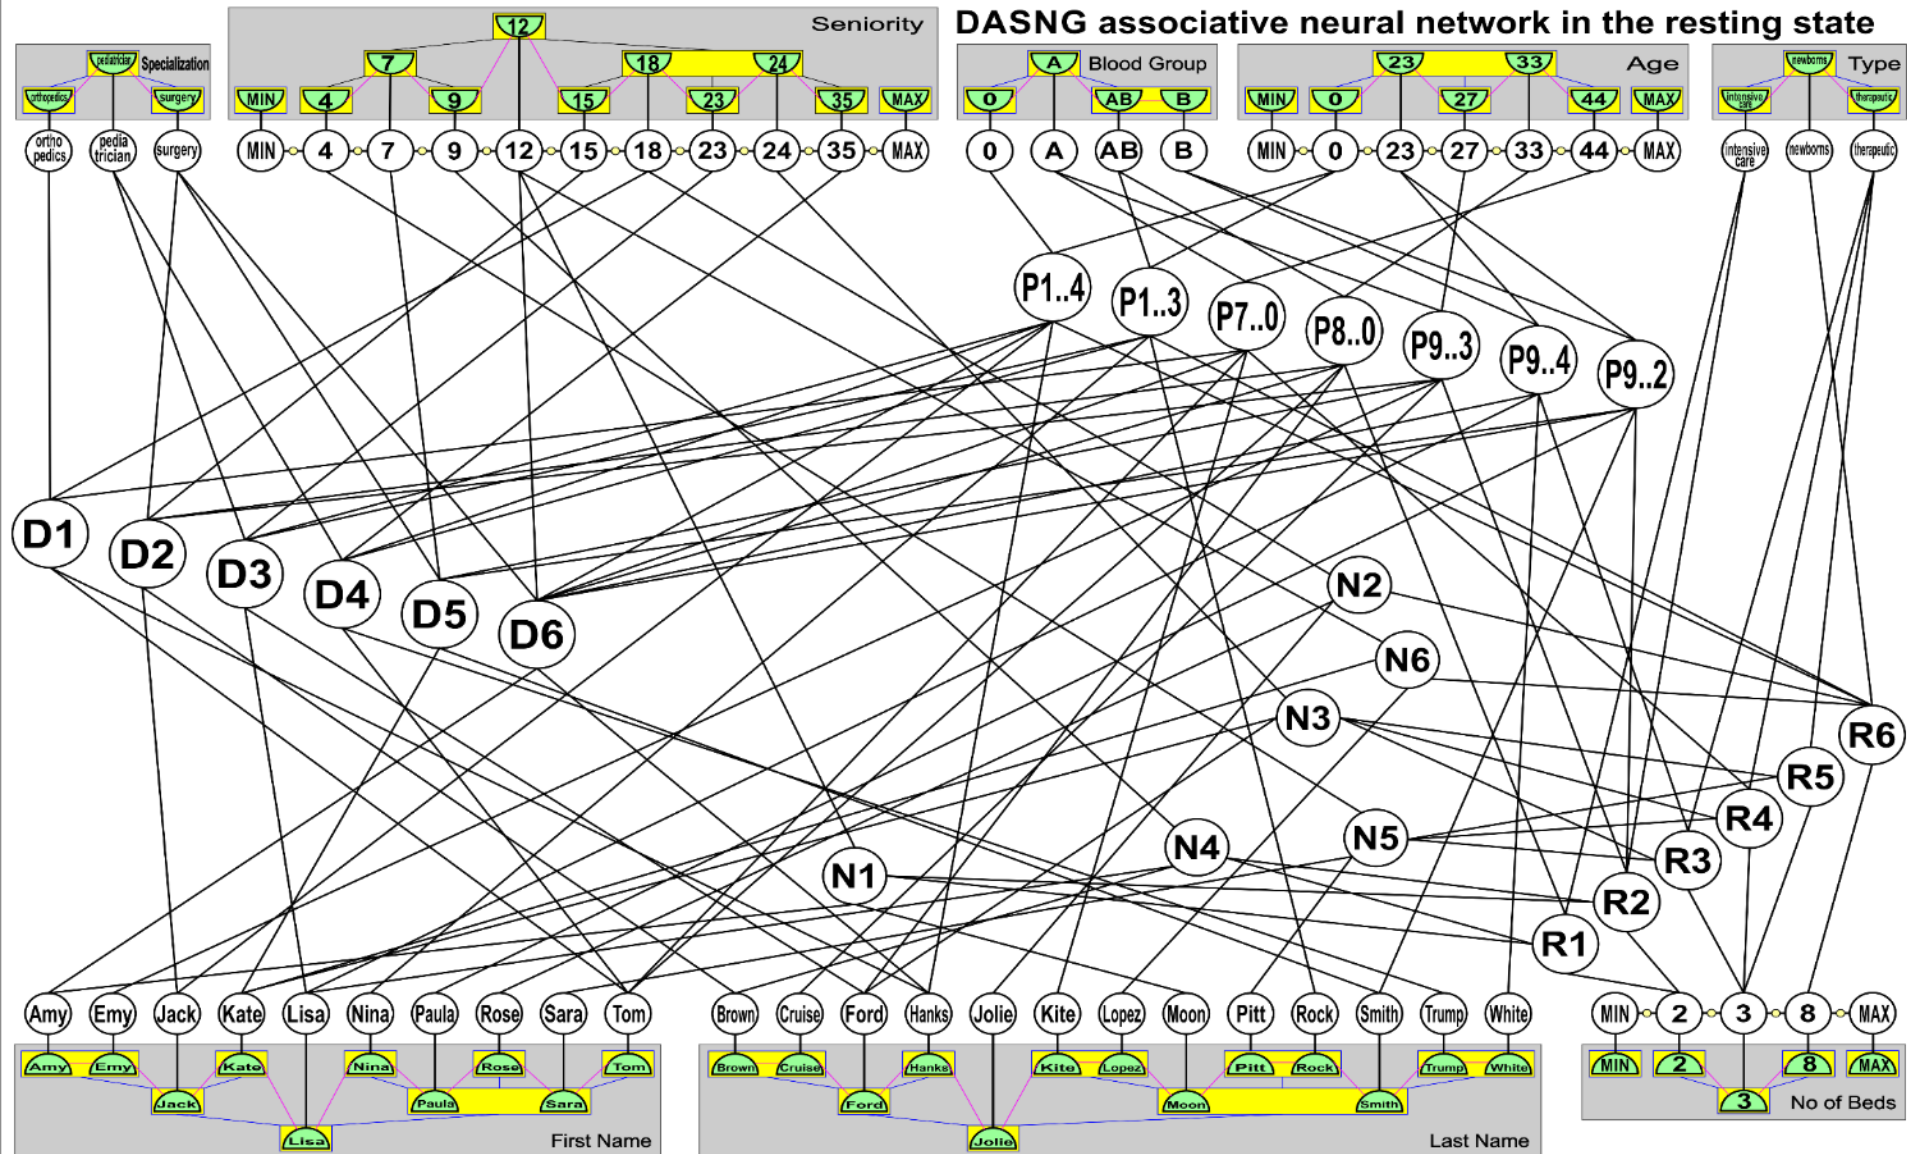 DASNG associative neural network in the resting state
Seniority
12
pediatrician Specialization
7 18 24
A Blood Group
23 33 Age
newborns Type
orthopedics surgery
MIN 4 9 15 23 35 MAX
0 AB B
MIN 0 27 44 MAX
intensive care therapeutic
ortho pedics pedia trician surgery
MIN 4 7 9 12 15 18 23 24 35 MAX
0 A AB B
MIN 0 23 27 33 44 MAX
intensive care newborns therapeutic
P1..4
P1..3
P7..0
P8..0
P9..3
P9..4
P9..2
D1
D2
D3
D4
D5
D6
N2
N6
N3
R6
R5
R4
N5
N4
R3
N1
R2
R1
Amy Emy Jack Kate Lisa Nina Paula Rose Sara Tom
Brown Cruise Ford Hanks Jolie Kite Lopez Moon Pitt Rock Smith Trump White
MIN 2 3 8 MAX
Amy Emy Kate Nina Rose Tom
Brown Cruise Hanks Kite Lopez Pitt Rock Trump White
MIN 2 8 MAX
Jack Paula Sara
Ford Moon Smith
3 No of Beds
Lisa First Name
Jolie Last Name